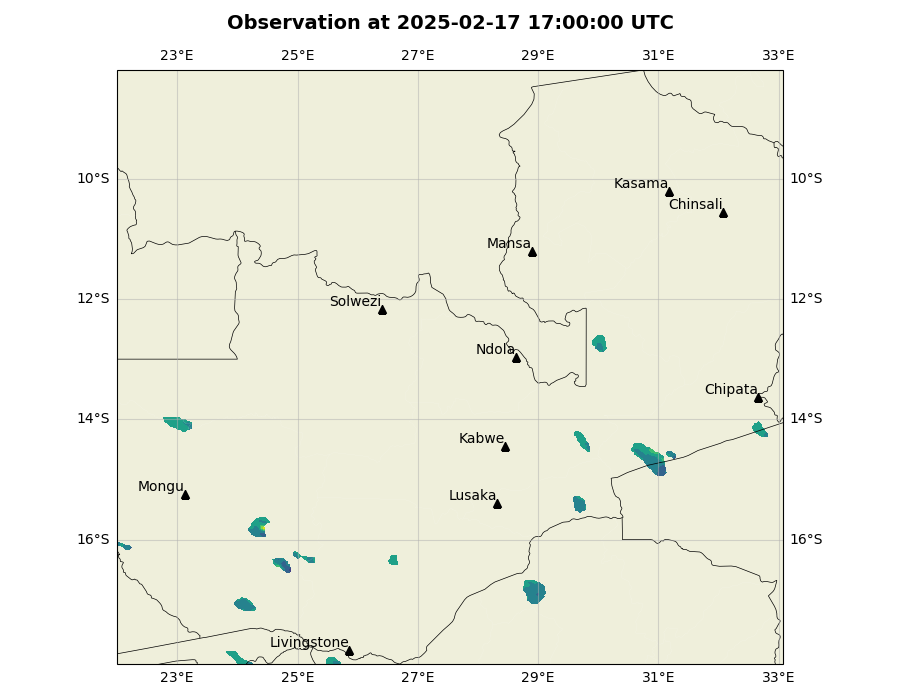 Observation at 2025-02-17 17:00:00 UTC
23°E 25°E 27°E 29°E 31°E 33°E
10°S 10°S
Kasama
Chinsali
Mansa
12°S 12°S
Solwezi
Ndola
Chipata
14°S 14°S
Kabwe
Mongu
Lusaka
16°S 16°S
Livingstone
23°E 25°E 27°E 29°E 31°E 33°E